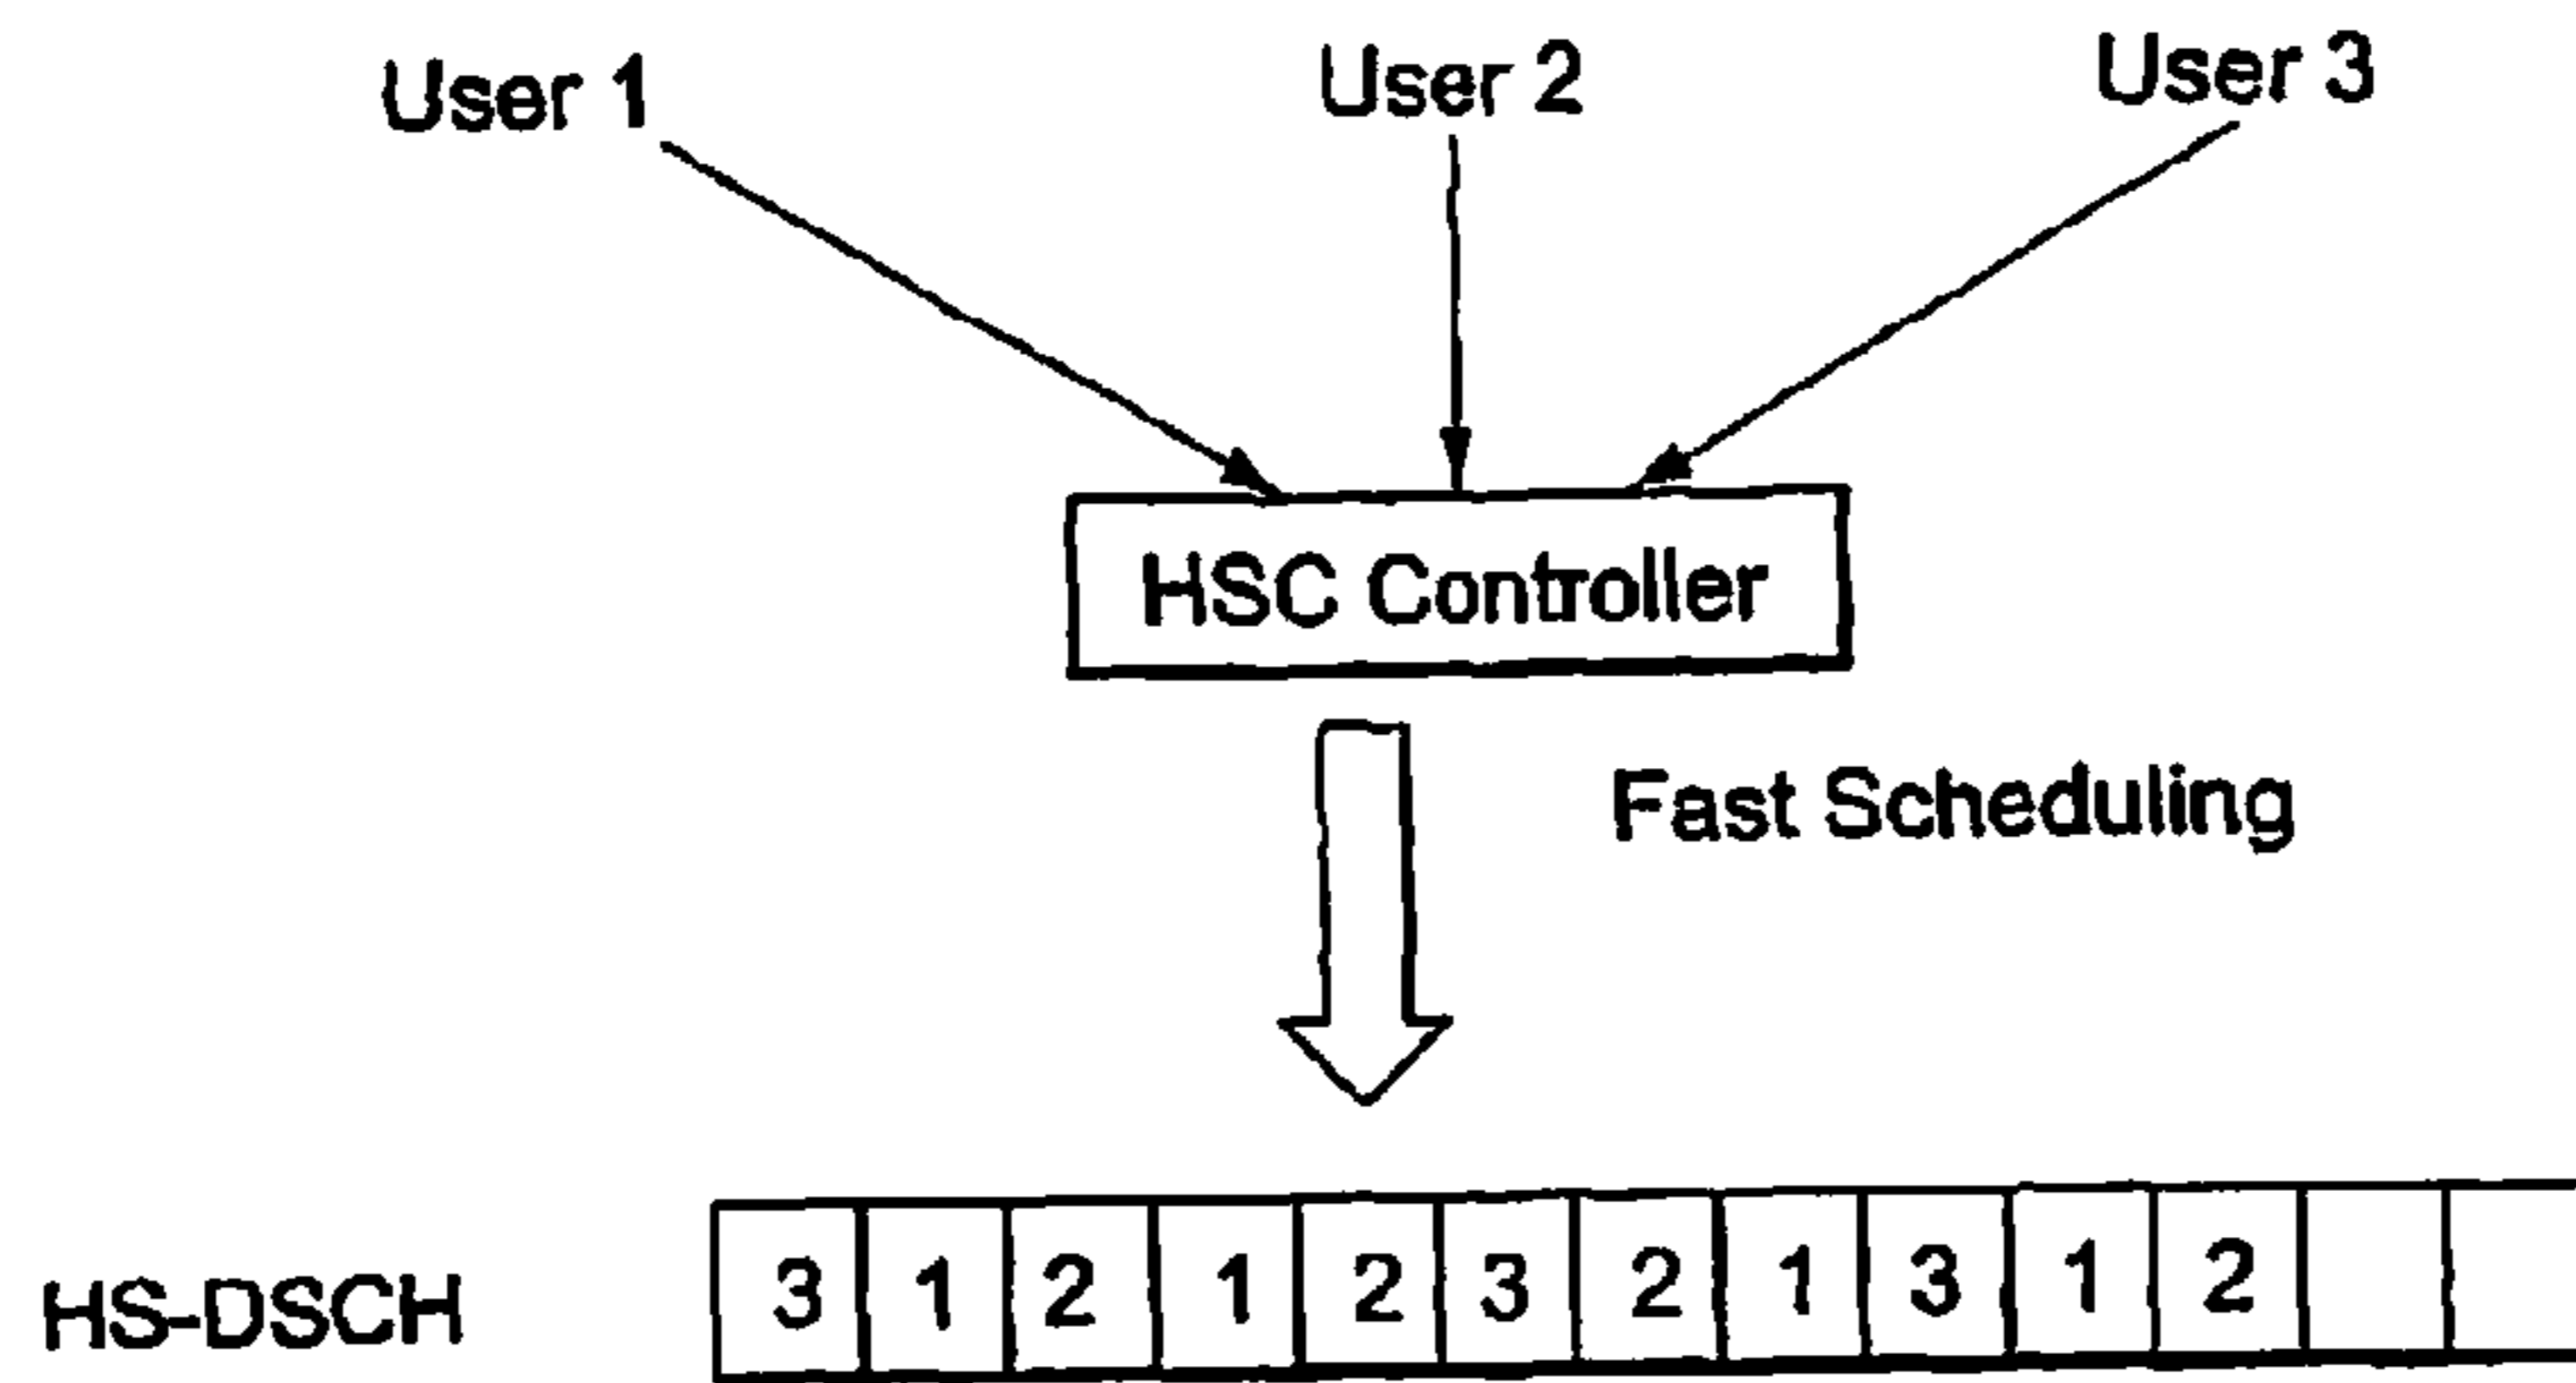 User 1 User 2 User 3
HSC Controller
Fast Scheduling
HS-DSCH 3 1 2 1 2 3 2 1 3 1 2